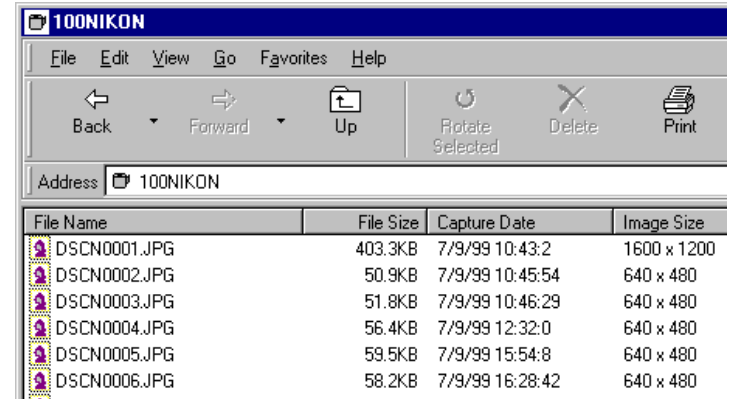 100NIKON
File Edit View Go Favorites Help
Back Forward Up Rotate Selected Delete Print
Address 100NIKON
File Name File Size Capture Date Image Size
DSCN0001.JPG 403.3KB 7/9/99 10:43:2 1600 x 1200
DSCN0002.JPG 50.9KB 7/9/99 10:45:54 640 x 480
DSCN0003.JPG 51.8KB 7/9/99 10:46:29 640 x 480
DSCN0004.JPG 56.4KB 7/9/99 12:32:0 640 x 480
DSCN0005.JPG 59.5KB 7/9/99 15:54:8 640 x 480
DSCN0006.JPG 58.2KB 7/9/99 16:28:42 640 x 480